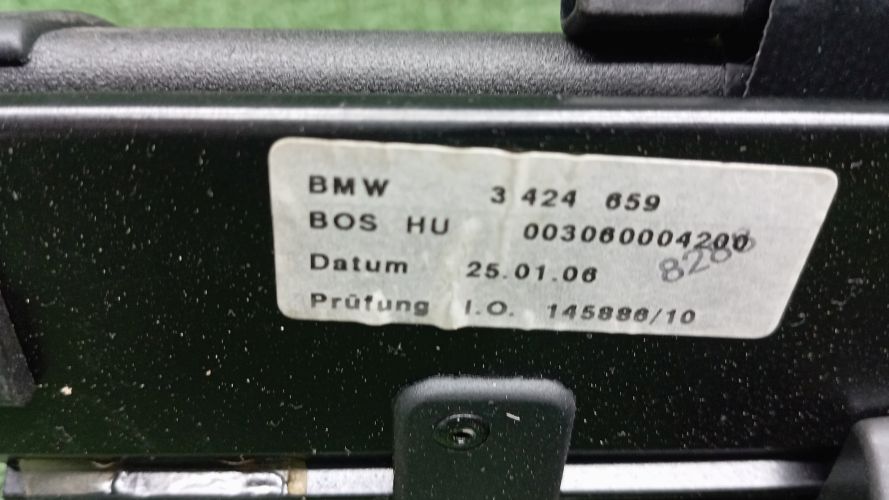 BMW 3 424 659
BOS HU 003060004200
Datum 25.01.06
Prüfung I.O. 145886/10